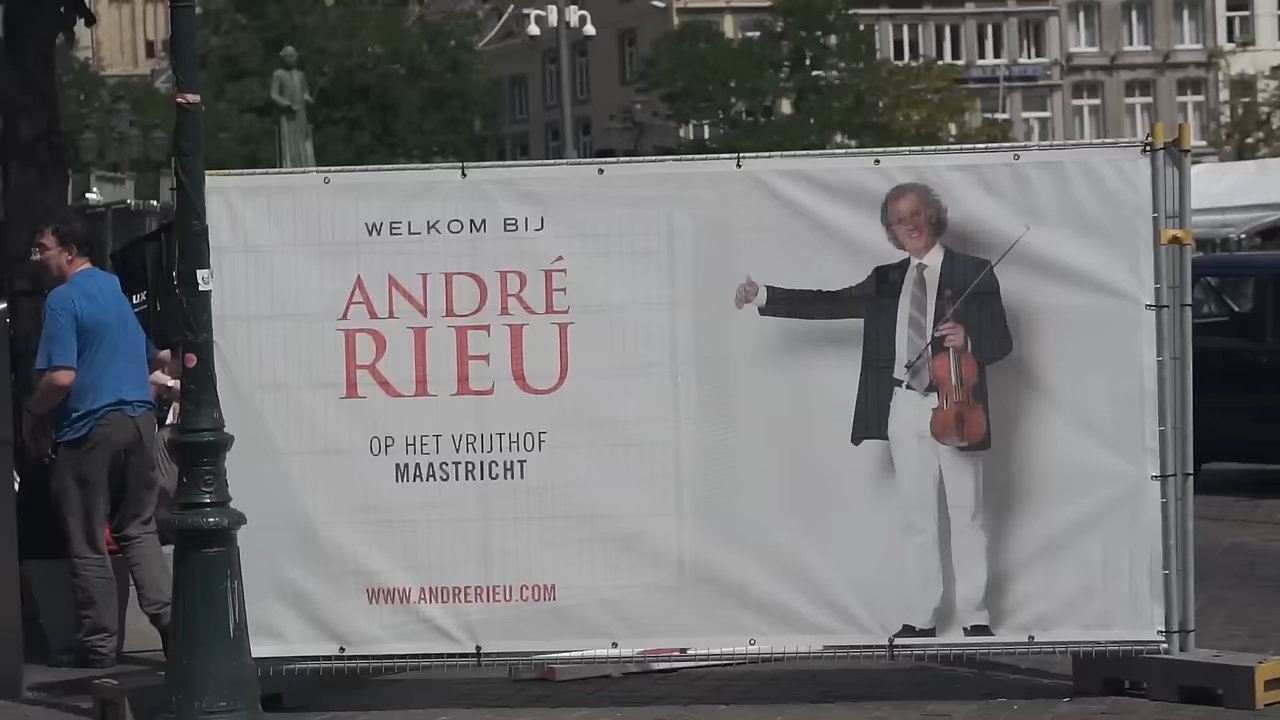 WELKOM BIJ
ANDRÉ
RIEU
OP HET VRIJTHOF
MAASTRICHT
WWW.ANDRERIEU.COM